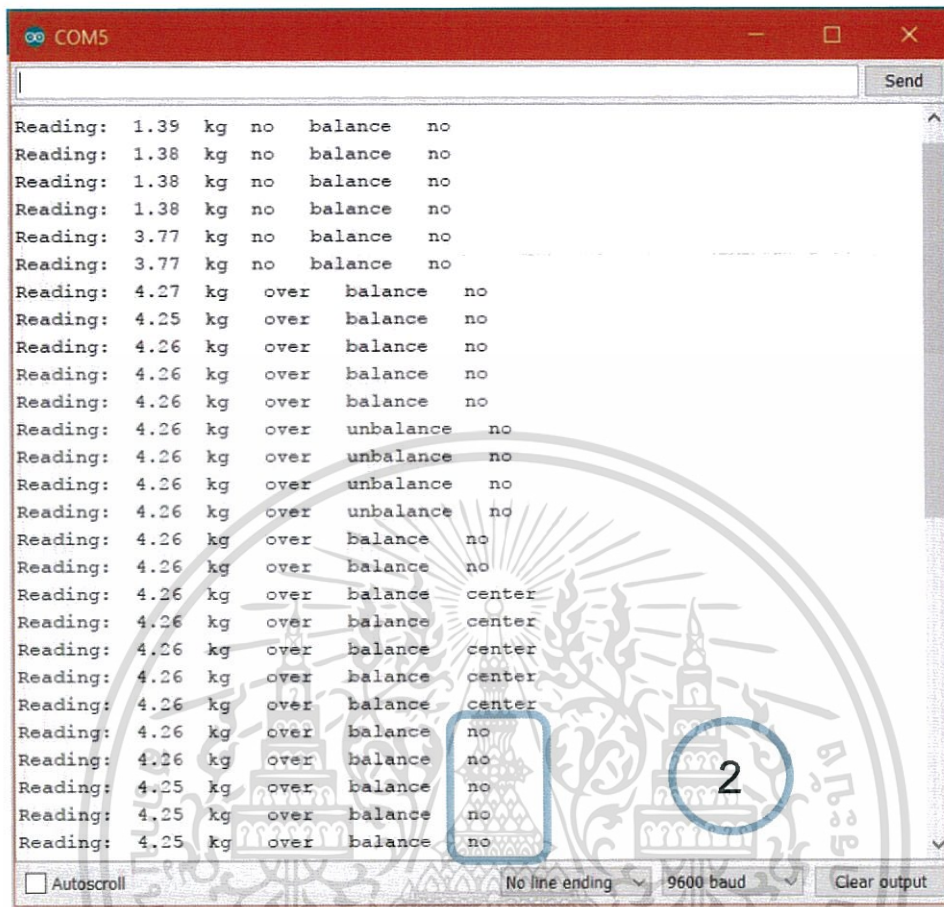 COM5
Send
Reading: 1.39 kg no balance no
Reading: 1.38 kg no balance no
Reading: 1.38 kg no balance no
Reading: 1.38 kg no balance no
Reading: 3.77 kg no balance no
Reading: 3.77 kg no balance no
Reading: 4.27 kg over balance no
Reading: 4.25 kg over balance no
Reading: 4.26 kg over balance no
Reading: 4.26 kg over balance no
Reading: 4.26 kg over balance no
Reading: 4.26 kg over unbalance no
Reading: 4.26 kg over unbalance no
Reading: 4.26 kg over unbalance no
Reading: 4.26 kg over unbalance no
Reading: 4.26 kg over balance no
Reading: 4.26 kg over balance no
Reading: 4.26 kg over balance center
Reading: 4.26 kg over balance center
Reading: 4.26 kg over balance center
Reading: 4.26 kg over balance center
Reading: 4.26 kg over balance center
Reading: 4.26 kg over balance no
Reading: 4.26 kg over balance no
Reading: 4.25 kg over balance no
Reading: 4.25 kg over balance no
Reading: 4.25 kg over balance no
2
Autoscroll No line ending 9600 baud Clear output